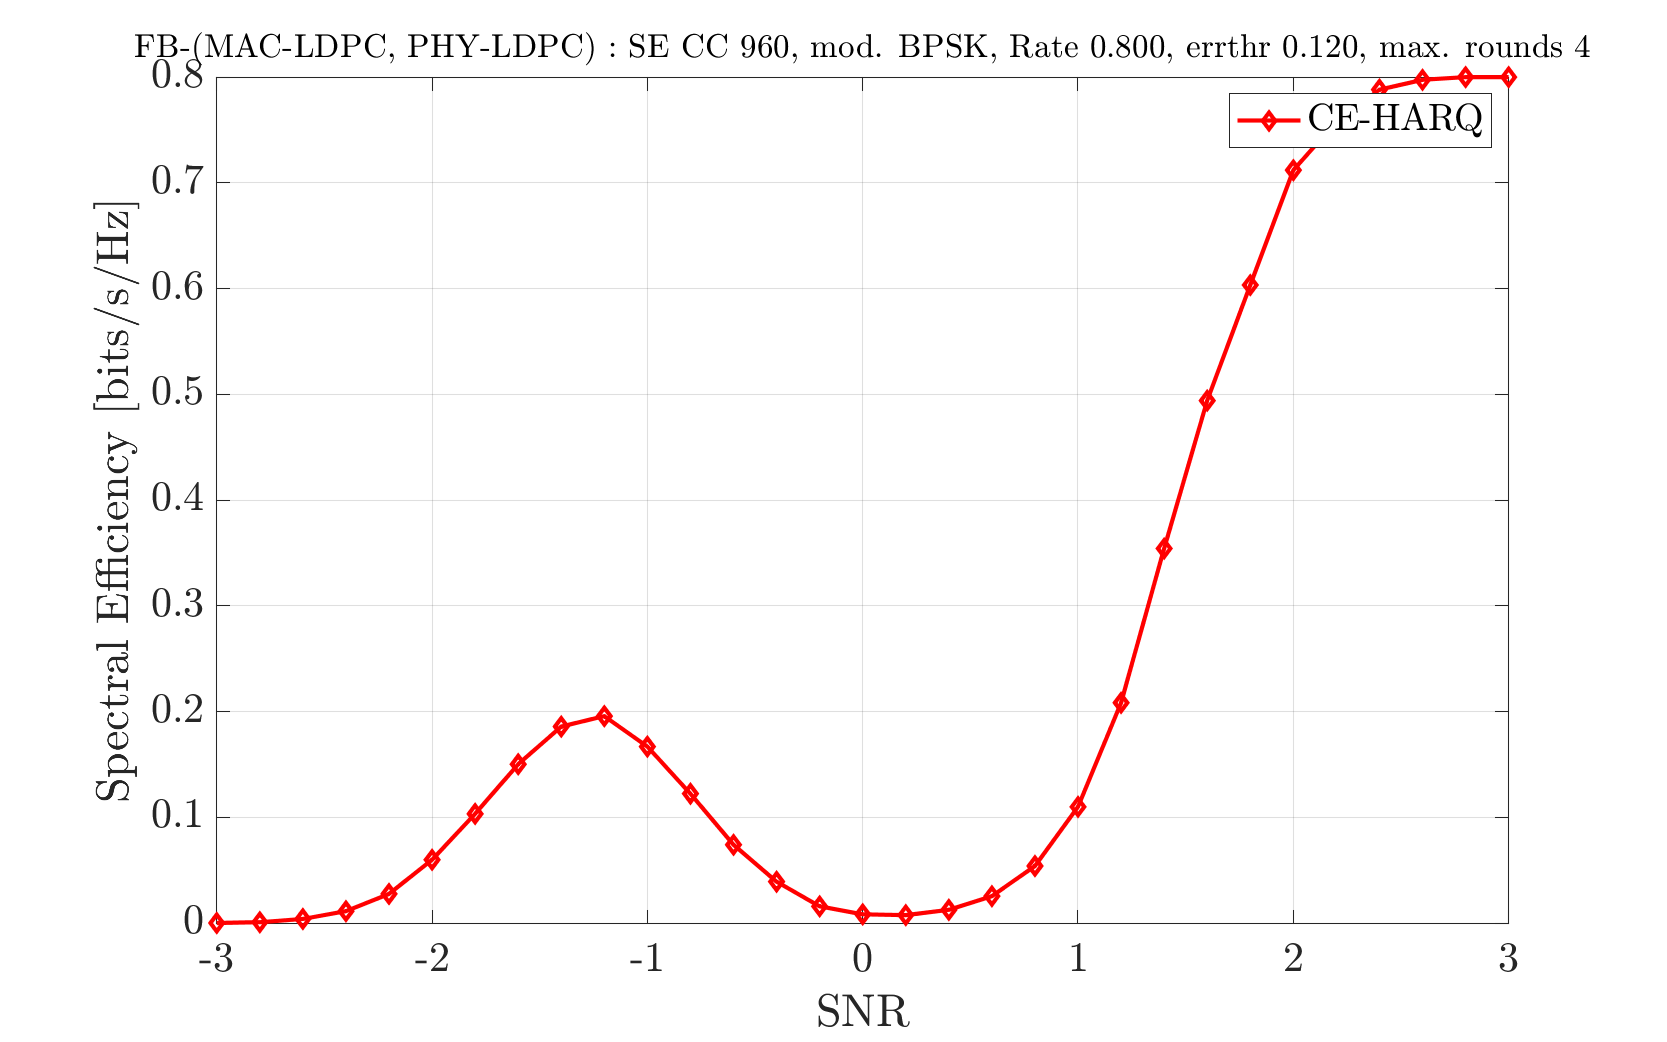 FB-(MAC-LDPC, PHY-LDPC) : SE CC 960, mod. BPSK, Rate 0.800, errthr 0.120, max. rounds 4
CE-HARQ
Spectral Efficiency [bits/s/Hz]
0.8
0.7
0.6
0.5
0.4
0.3
0.2
0.1
0
-3 -2 -1 0 1 2 3
SNR